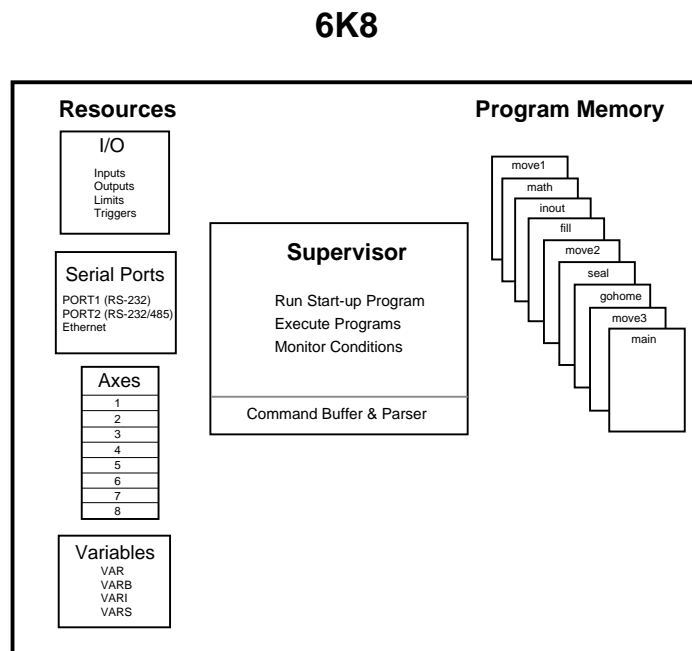 6K8
Resources
I/O
Inputs
Outputs
Limits
Triggers
Serial Ports
PORT1 (RS-232)
PORT2 (RS-232/485)
Ethernet
Axes
1
2
3
4
5
6
7
8
Variables
VAR
VARB
VARI
VARS
Supervisor
Run Start-up Program
Execute Programs
Monitor Conditions
Command Buffer & Parser
Program Memory
move1
math
inout
fill
move2
seal
gohome
move3
main